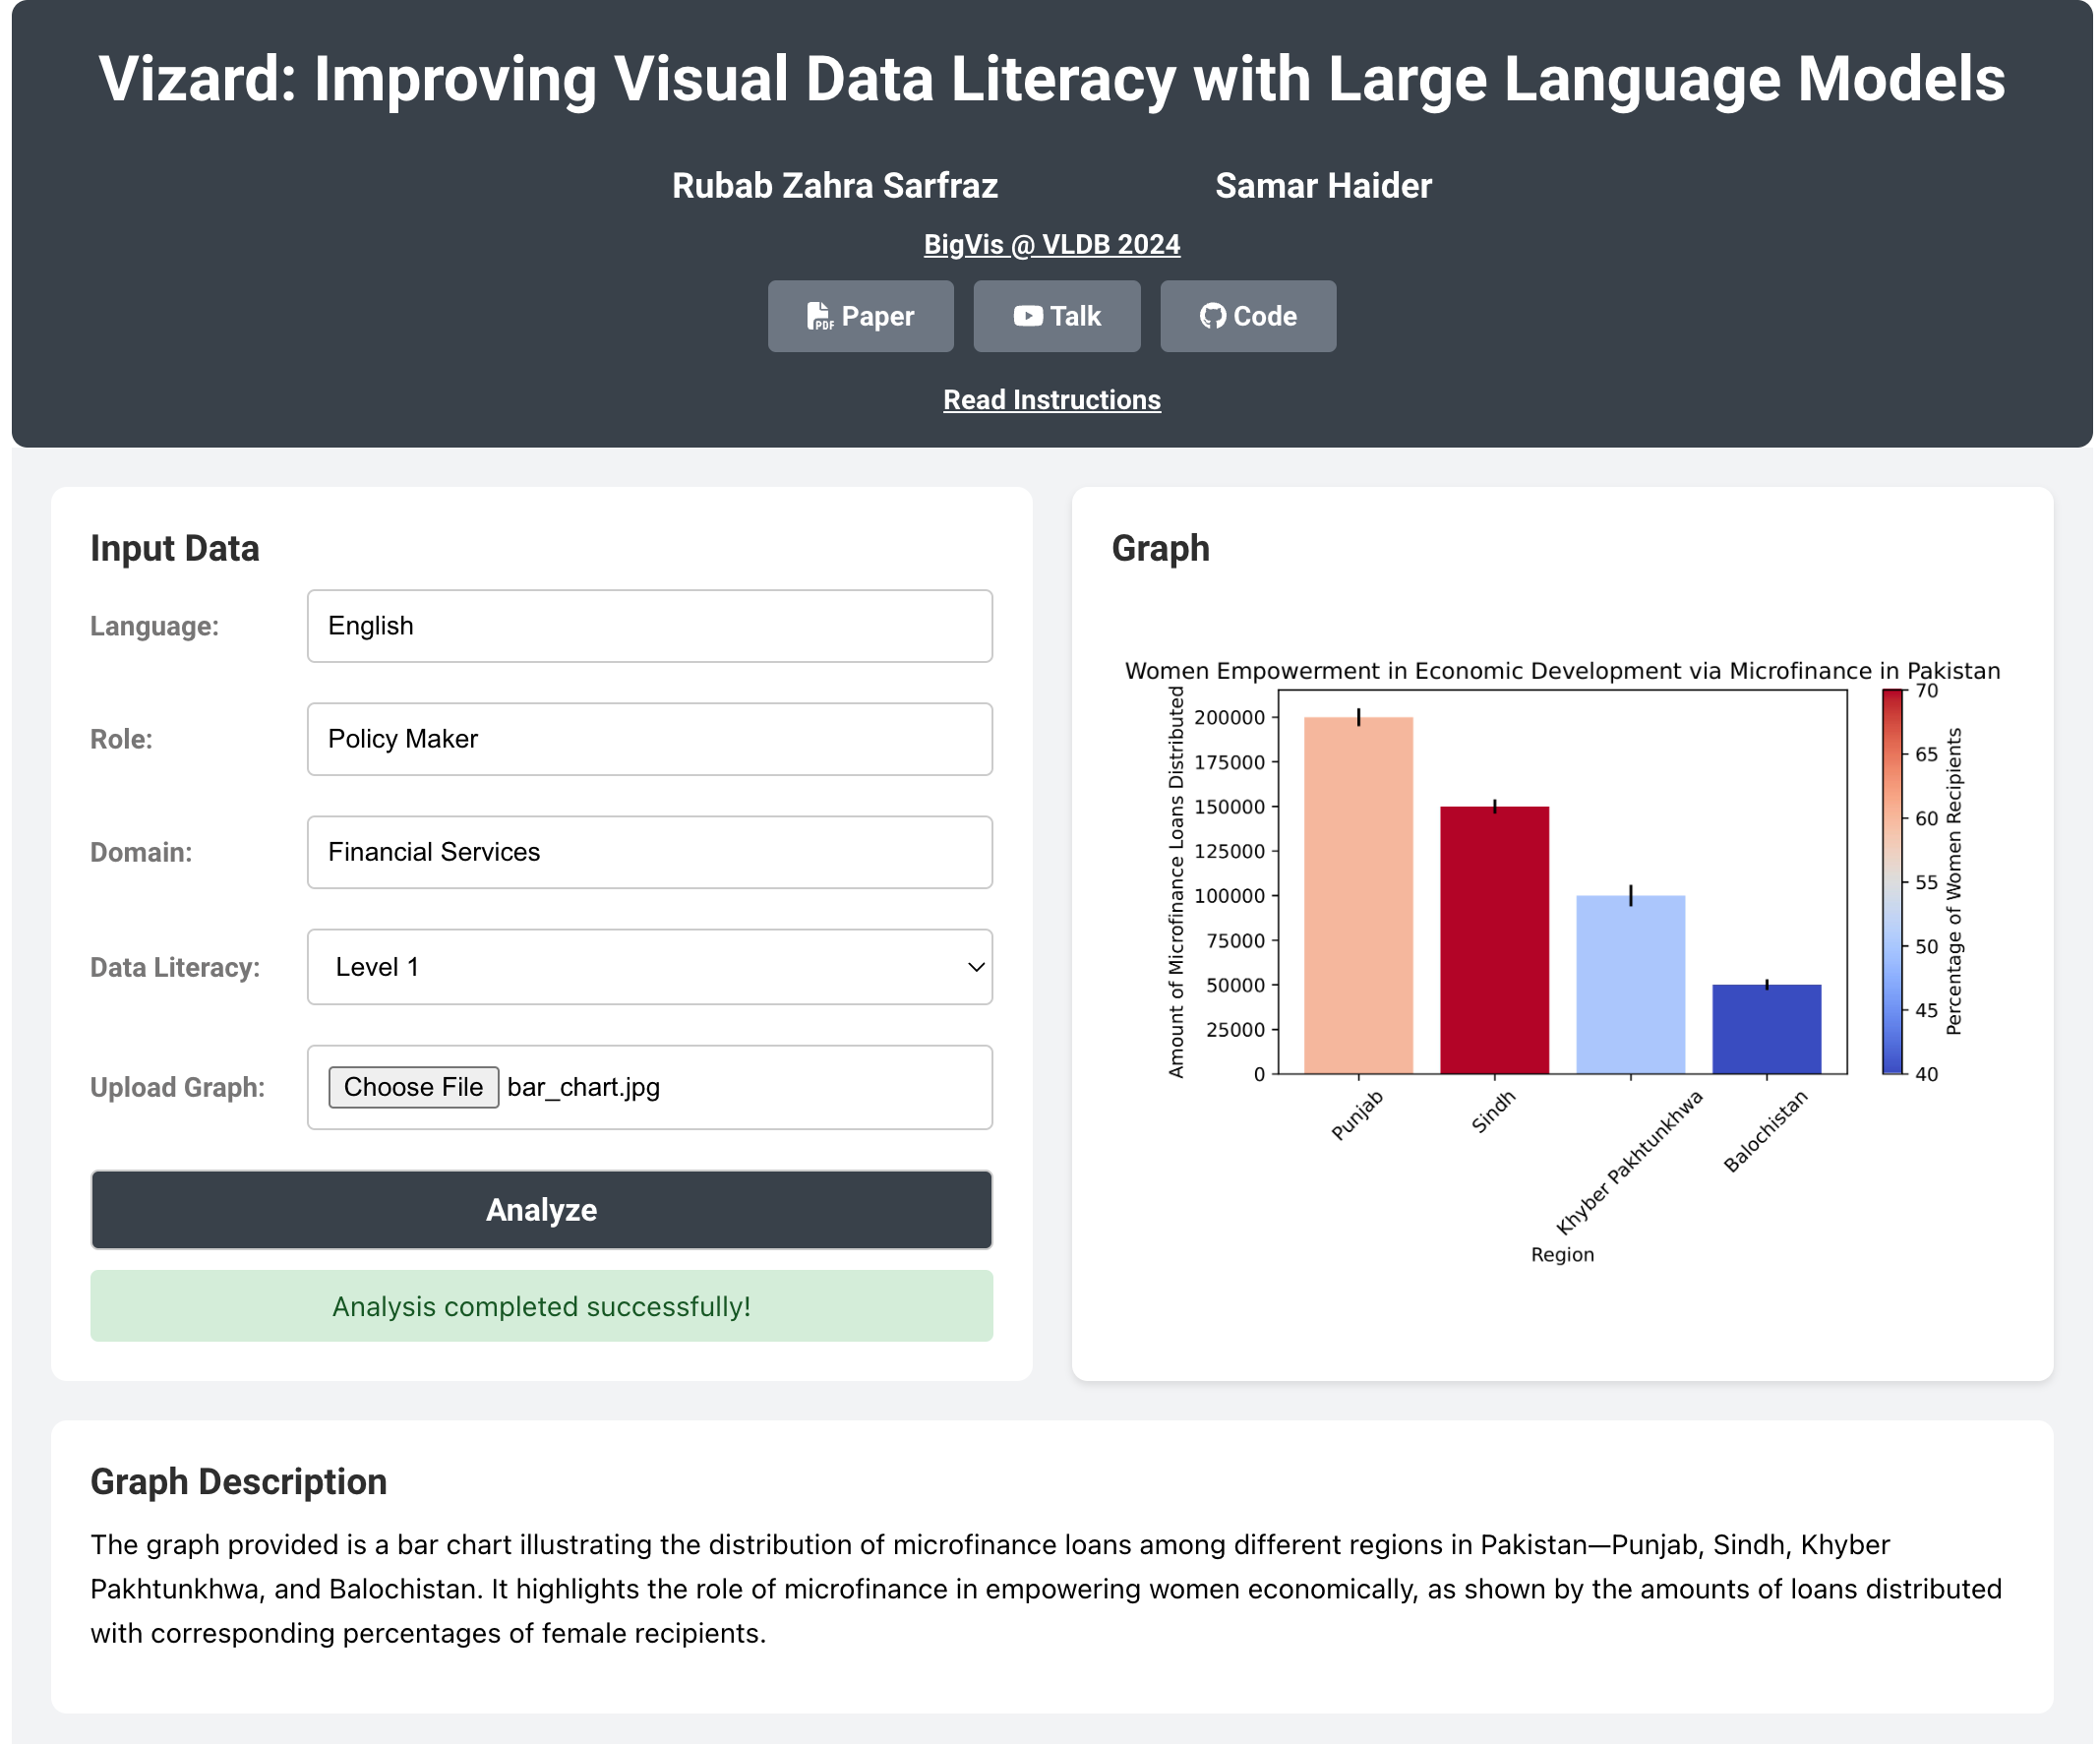 Vizard: Improving Visual Data Literacy with Large Language Models
Rubab Zahra Sarfraz
Samar Haider
BigVis @ VLDB 2024
PDF Paper
Talk
Code
Read Instructions
Input Data
Language:
English
Role:
Policy Maker
Domain:
Financial Services
Data Literacy:
Level 1
Upload Graph:
Choose File bar_chart.jpg
Analyze
Analysis completed successfully!
Graph
Women Empowerment in Economic Development via Microfinance in Pakistan
Amount of Microfinance Loans Distributed
200000
175000
150000
125000
100000
75000
50000
25000
0
Punjab
Sindh
Khyber Pakhtunkhwa
Balochistan
Region
70
65
60
55
50
45
40
Percentage of Women Recipients
Graph Description
The graph provided is a bar chart illustrating the distribution of microfinance loans among different regions in Pakistan—Punjab, Sindh, Khyber
Pakhtunkhwa, and Balochistan. It highlights the role of microfinance in empowering women economically, as shown by the amounts of loans distributed
with corresponding percentages of female recipients.